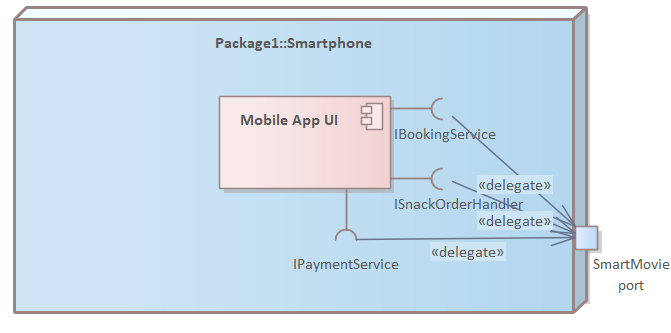 Package1::Smartphone
Mobile App UI
IBookingService
«delegate»
ISnackOrderHandler
«delegate»
«delegate»
IPaymentService
SmartMovie
port